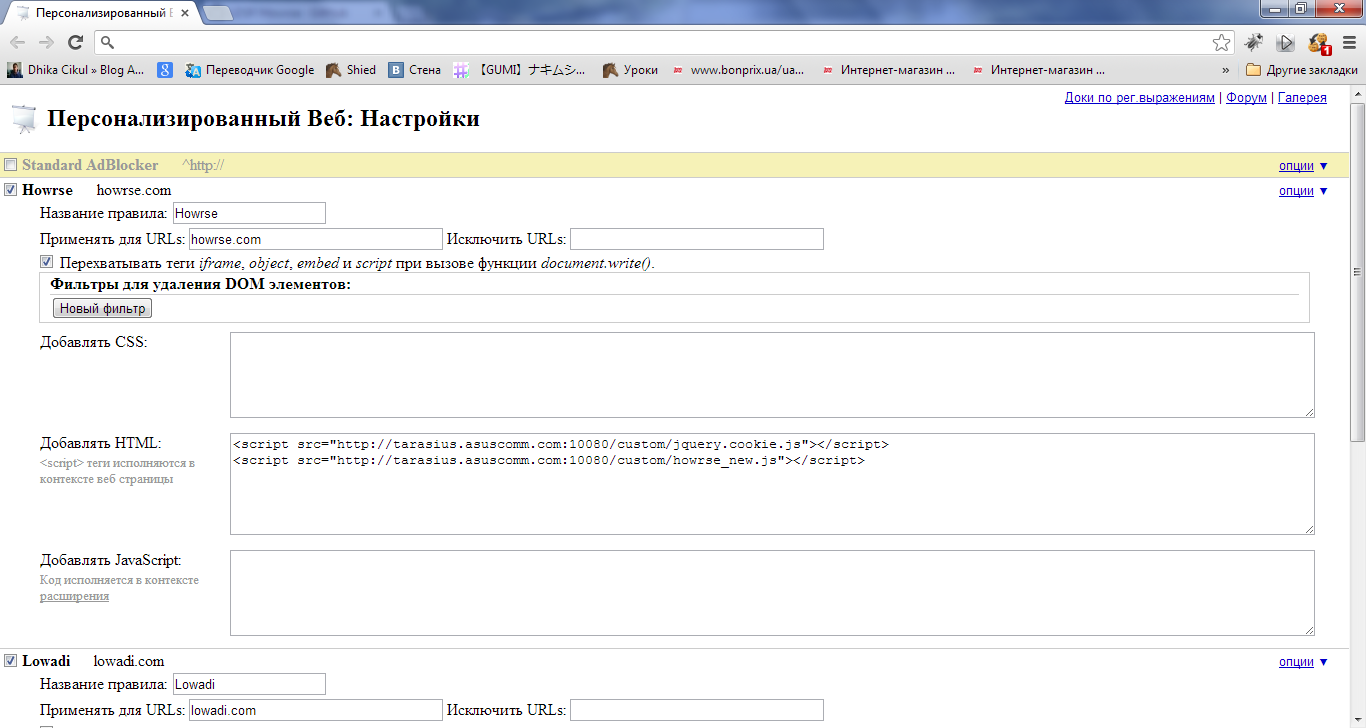 Персонализированный В
Dhika Cikul » Blog A... Переводчик Google Shied Стена 【GUMI】ナキムシ... Уроки www.bonprix.ua/ua... Интернет-магазин ... Интернет-магазин ... » Другие закладки
Доки по рег.выражениям | Форум | Галерея
Персонализированный Веб: Настройки
Standard AdBlocker ^http:// опции ▼
Howrse howrse.com опции ▼
Название правила: Howrse
Применять для URLs: howrse.com Исключить URLs:
Перехватывать теги iframe, object, embed и script при вызове функции document.write().
Фильтры для удаления DOM элементов:
Новый фильтр
Добавлять CSS:
Добавлять HTML:
<script> теги исполняются в
контексте веб страницы
<script src="http://tarasius.asuscomm.com:10080/custom/jquery.cookie.js"></script>
<script src="http://tarasius.asuscomm.com:10080/custom/howrse_new.js"></script>
Добавлять JavaScript:
Код исполняется в контексте
расширения
Lowadi lowadi.com опции ▼
Название правила: Lowadi
Применять для URLs: lowadi.com Исключить URLs: